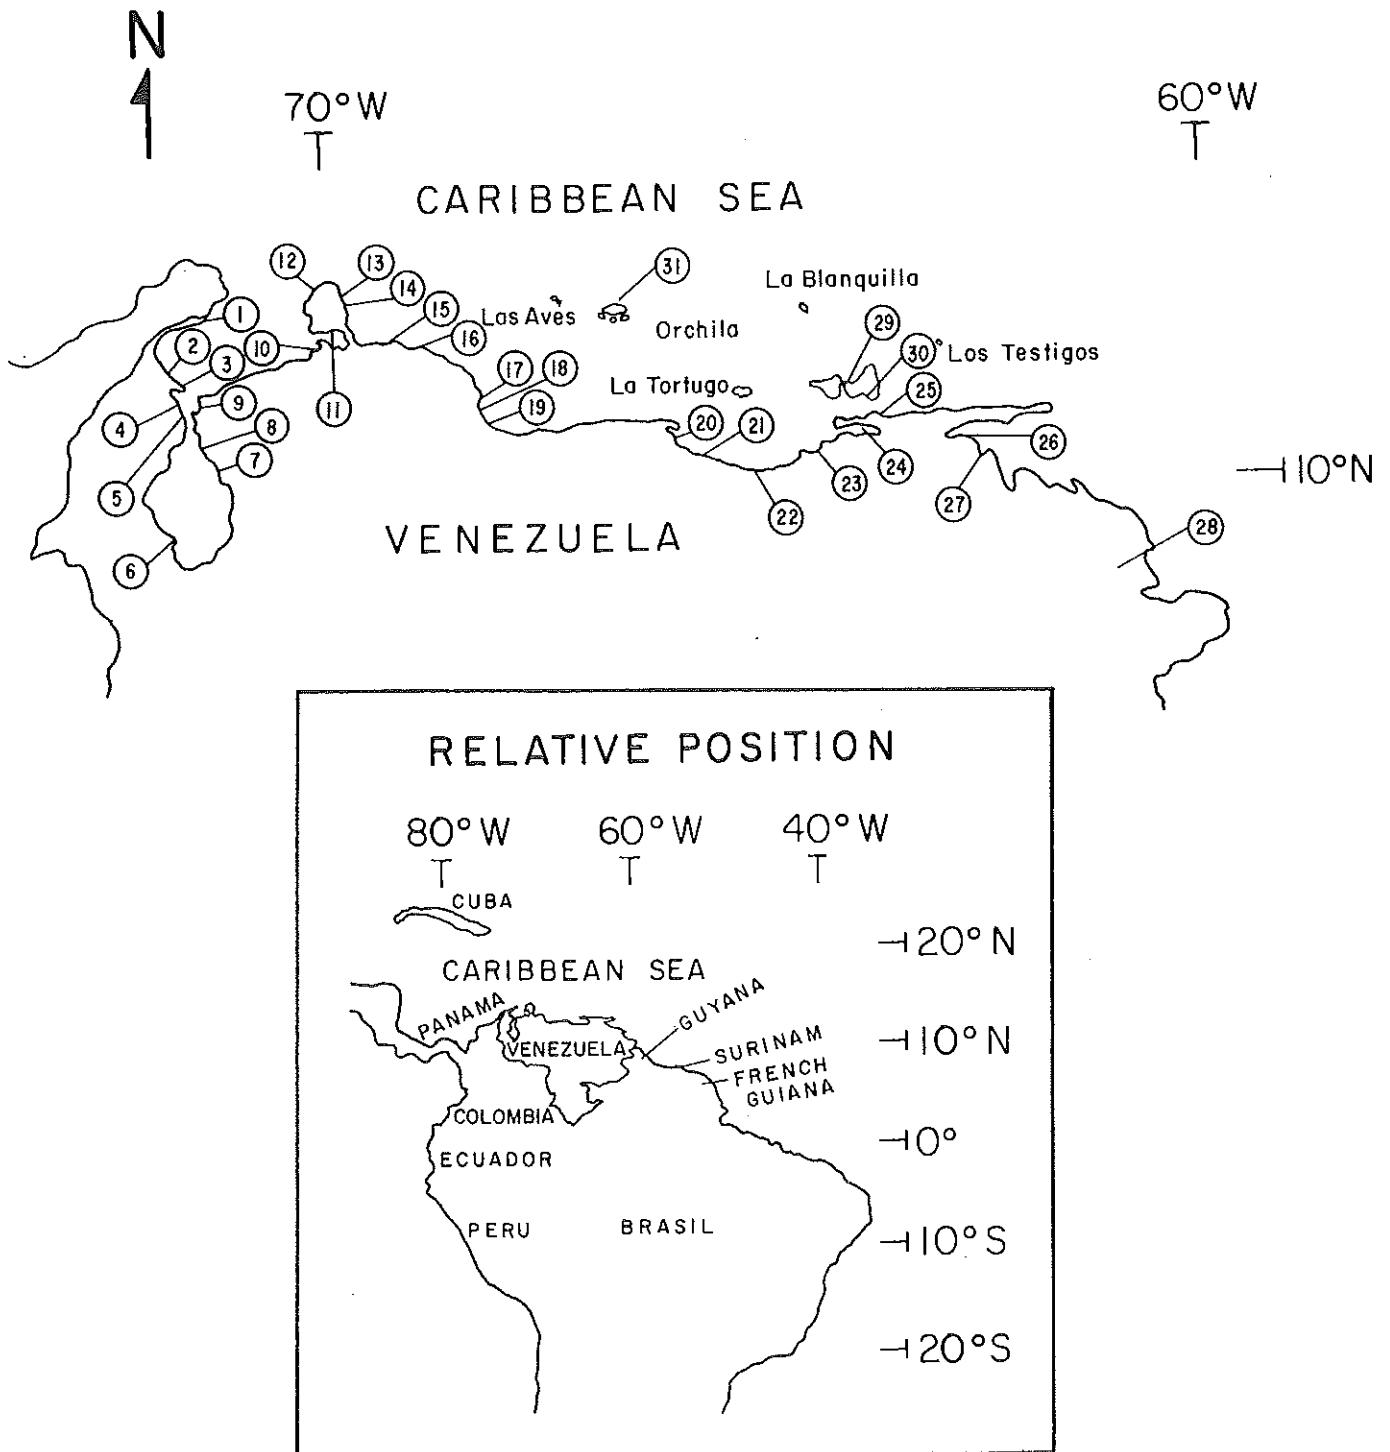 N
70°W
60°W
CARIBBEAN SEA
12
13
31
14
La Blanquilla
1
15
Las Aves
Orchila
29
2
3
10
16
30
Los Testigos
17
18
La Tortugo
25
4
9
11
19
20
21
26
8
7
24
10°N
5
23
27
22
VENEZUELA
28
6
RELATIVE POSITION
80°W
60°W
40°W
CUBA
20°N
CARIBBEAN SEA
PANAMA
GUYANA
VENEZUELA
SURINAM
10°N
FRENCH
GUIANA
COLOMBIA
0°
ECUADOR
PERU
BRASIL
10°S
20°S